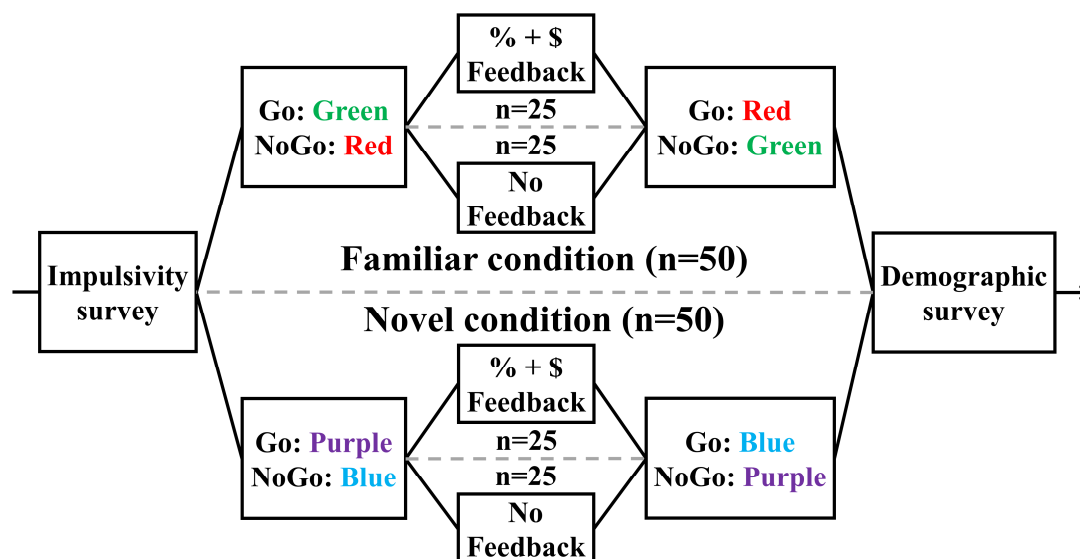 Impulsivity
survey
Go: Green
NoGo: Red
% + $
Feedback
n=25
n=25
No
Feedback
Go: Red
NoGo: Green
Familiar condition (n=50)
Novel condition (n=50)
Go: Purple
NoGo: Blue
% + $
Feedback
n=25
n=25
No
Feedback
Go: Blue
NoGo: Purple
Demographic
survey